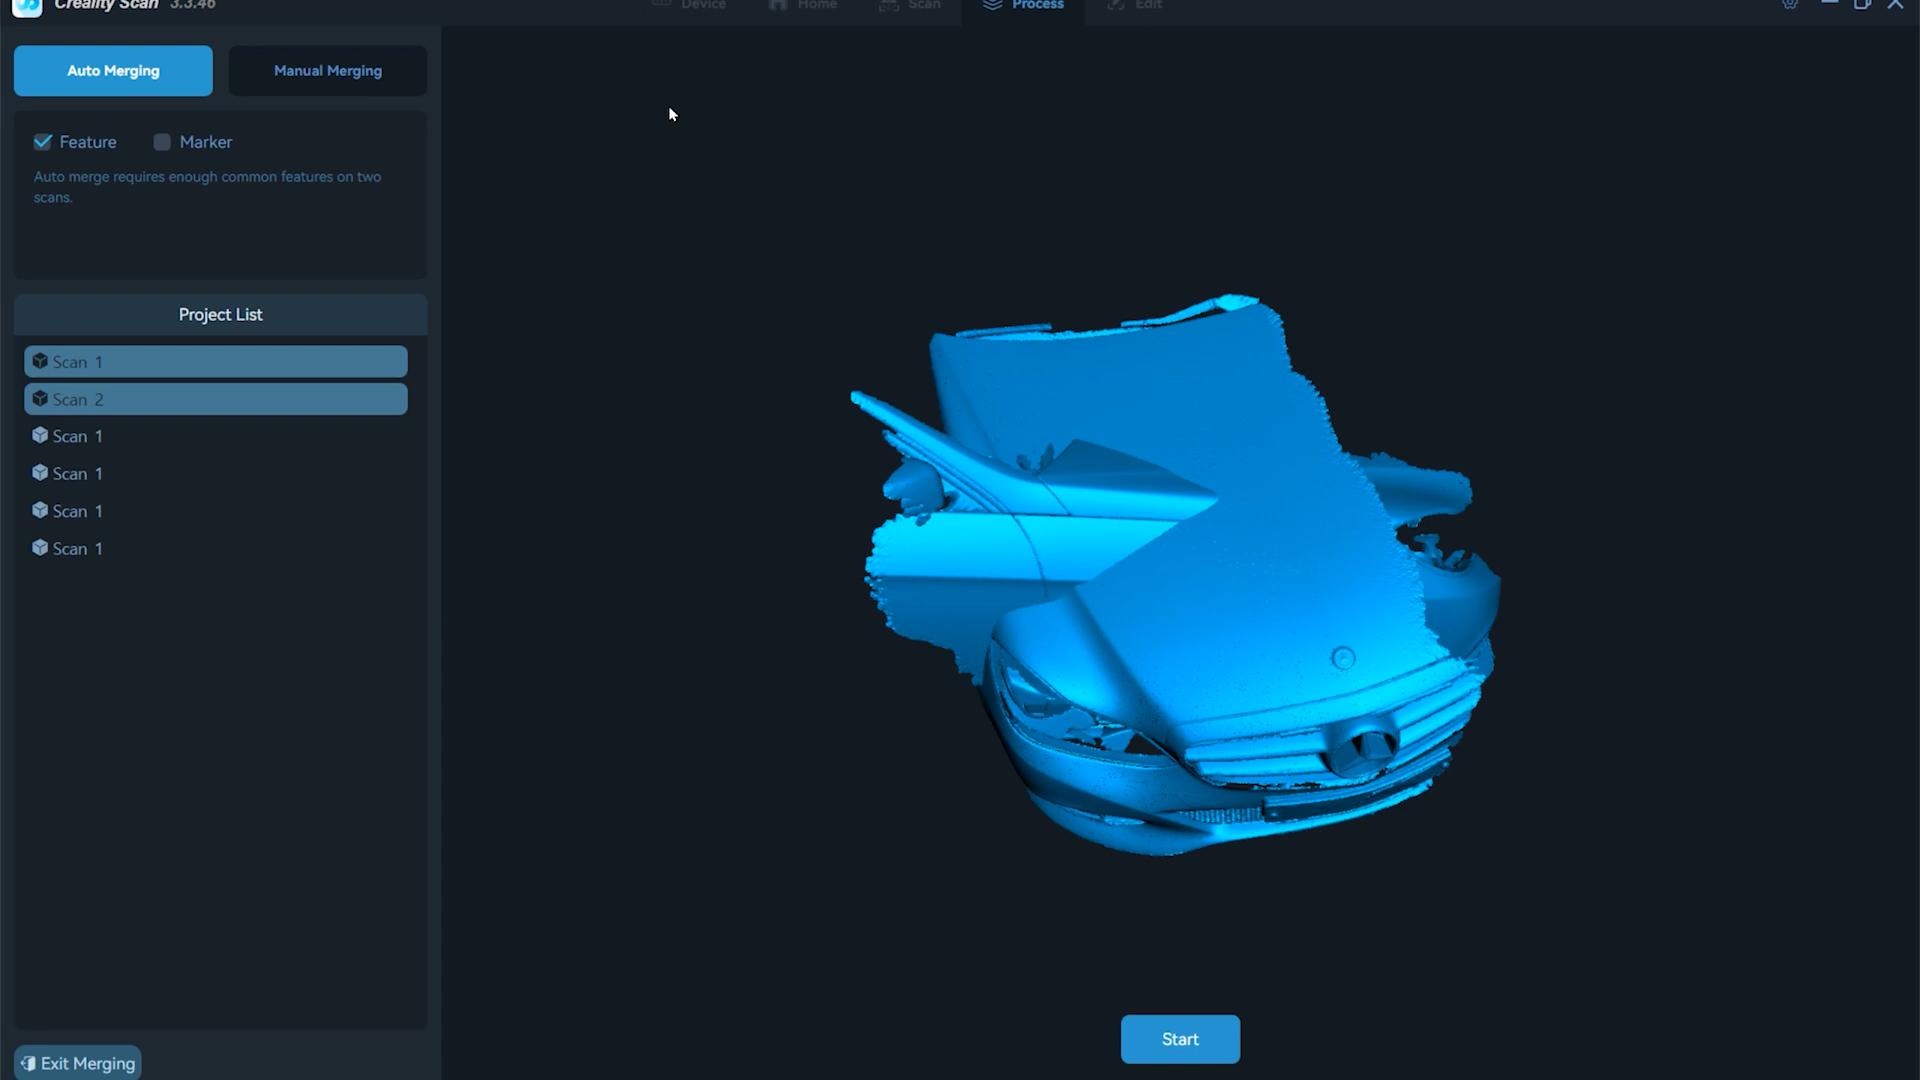 Creality Scan 3.3.46
Device
Home
Scan
Process
Edit
Auto Merging
Manual Merging
Feature
Marker
Auto merge requires enough common features on two
scans.
Project List
Scan 1
Scan 2
Scan 1
Scan 1
Scan 1
Scan 1
Start
Exit Merging